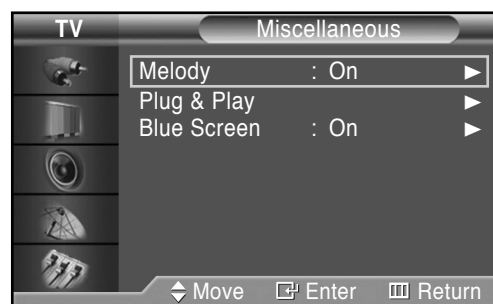 TV Miscellaneous
Melody : On
Plug & Play
Blue Screen : On
Move Enter Return